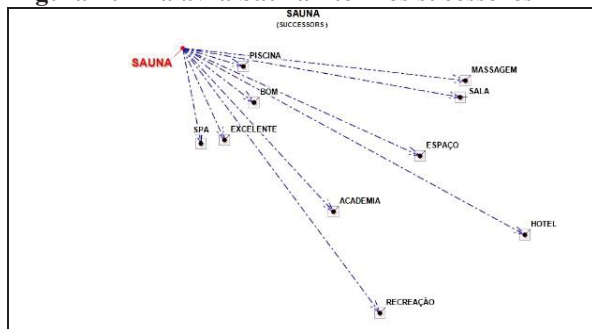 SAUNA
(SUCCESSORS)
PISCINA
SAUNA
MASSAGEM
BOM
SALA
SPA
EXCELENTE
ESPAÇO
ACADEMIA
HOTEL
RECREAÇÃO